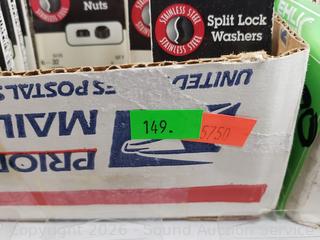 STAINLESS STEEL
STAINLESS STEEL
Nuts
Split Lock
Washers
UNITED
ES POSTAL
149.
5750
MAIL
PRIOR
Copyright 2026 - Sound Auction Service